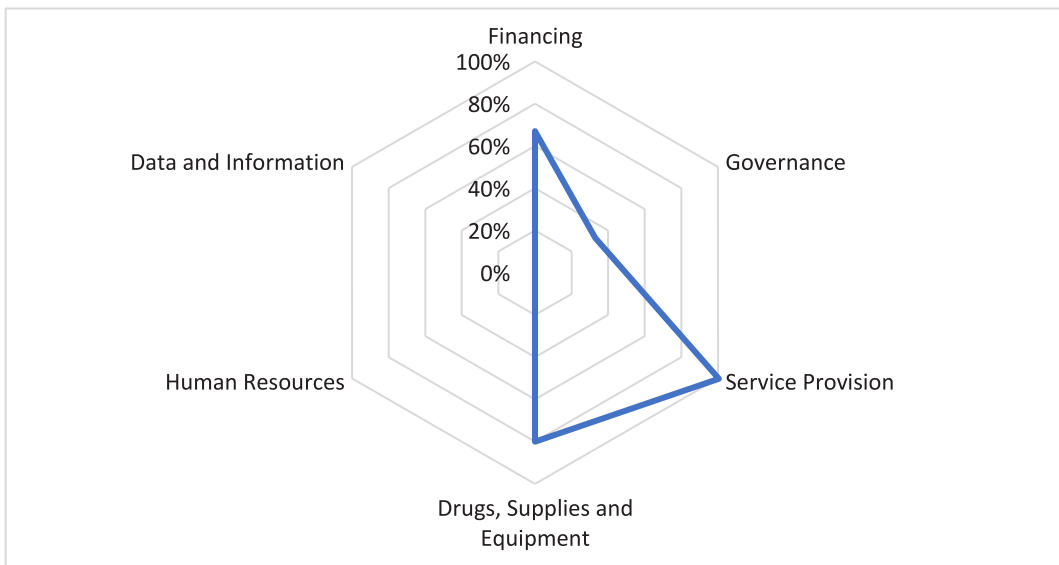 Financing
100%
80%
60%
40%
20%
0%
Data and Information
Governance
Human Resources
Service Provision
Drugs, Supplies and
Equipment